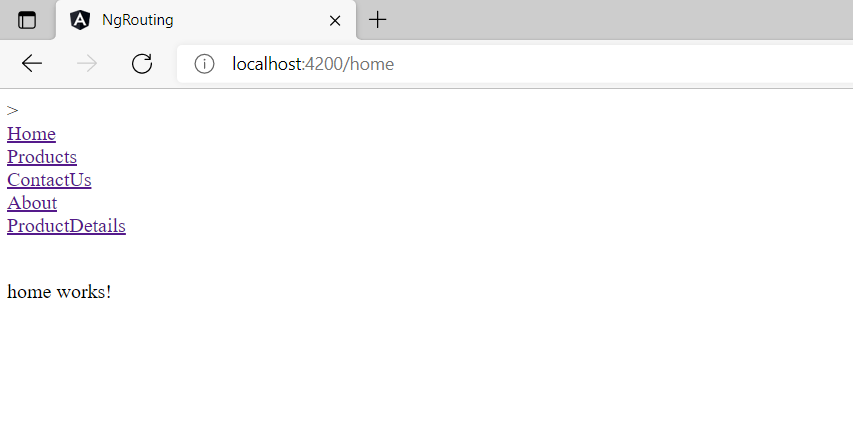 NgRouting
localhost:4200/home
>
Home
Products
ContactUs
About
ProductDetails
home works!